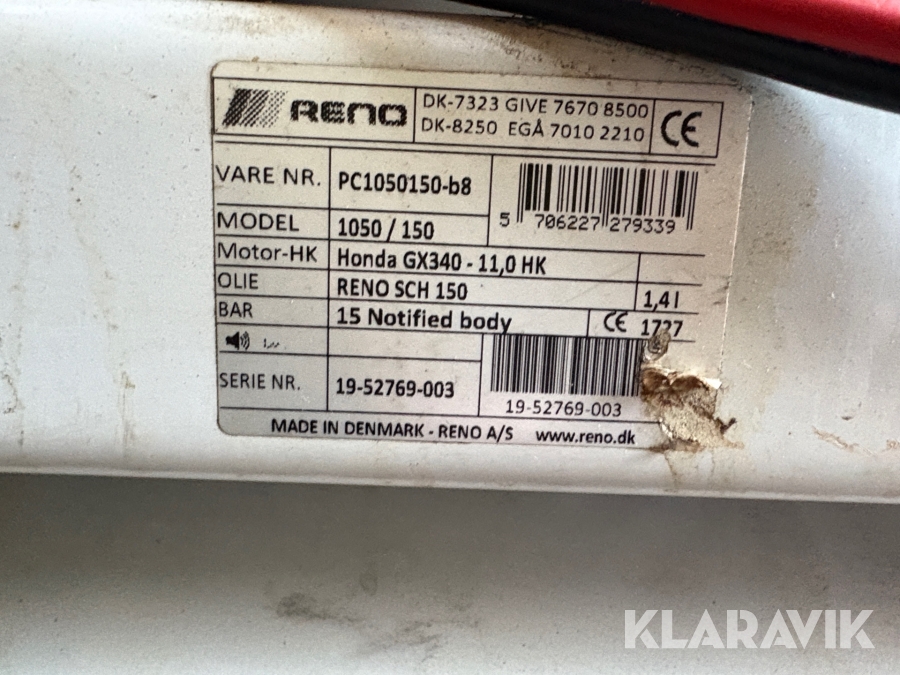 RENO
DK-7323 GIVE 7670 8500
DK-8250 EGÅ 7010 2210
CE
VARE NR. PC1050150-b8
5 706227 279339
MODEL 1050 / 150
Motor-HK Honda GX340 - 11,0 HK
OLIE RENO SCH 150 1,4 l
BAR 15 Notified body CE 1727
SERIE NR. 19-52769-003
19-52769-003
MADE IN DENMARK - RENO A/S www.reno.dk
KLARAVIK